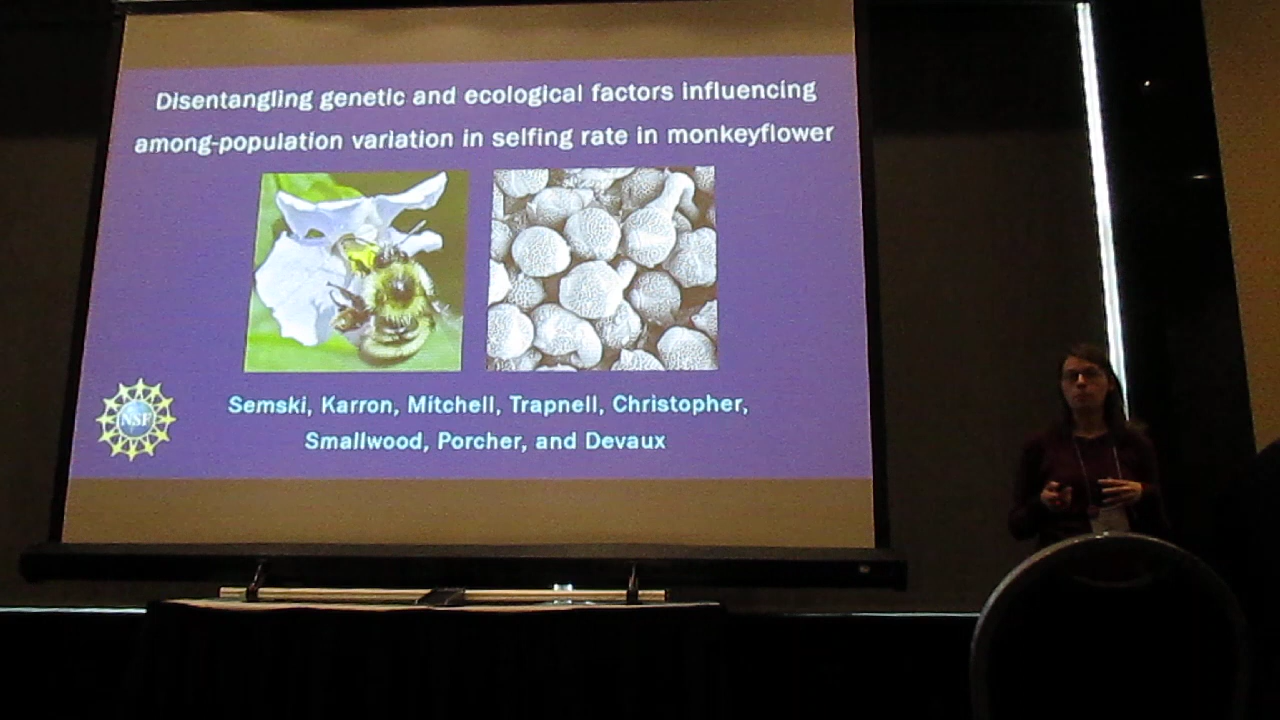 Disentangling genetic and ecological factors influencing
among-population variation in selfing rate in monkeyflower
NSF
Semski, Karron, Mitchell, Trapnell, Christopher,
Smallwood, Porcher, and Devaux